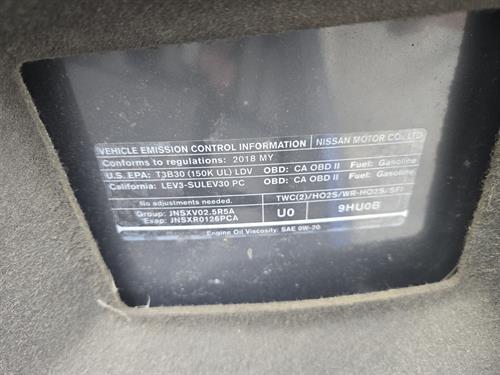 VEHICLE EMISSION CONTROL INFORMATION NISSAN MOTOR CO., LTD.
Conforms to regulations: 2018 MY
U.S. EPA: T3B30 (150K UL) LDV OBD: CA OBD II Fuel: Gasoline
California: LEV3-SULEV30 PC OBD: CA OBD II Fuel: Gasoline
No adjustments needed. TWC(2)/HO2S/WR-HO2S/SFI
Group: JNSXV02.5R5A U0 9HU0B
Evap: JNSXR0126PCA
Engine Oil Viscosity: SAE 0W-20